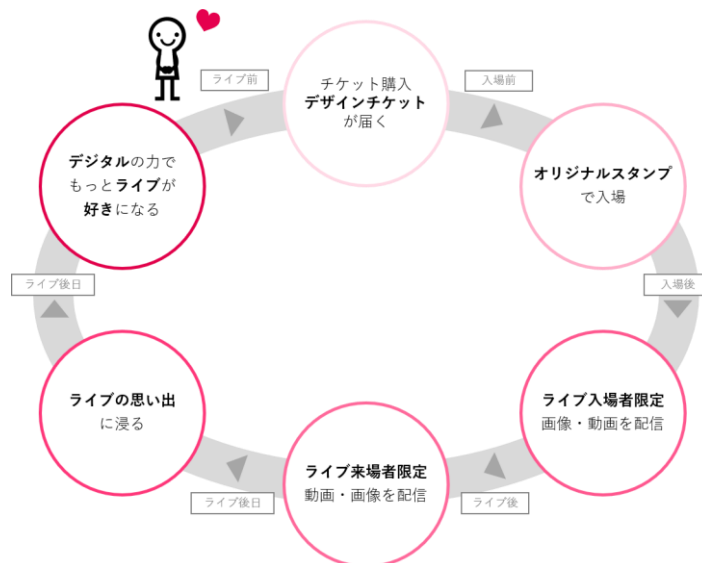 ライブ前
チケット購入
デザインチケット
が届く
入場前
オリジナルスタンプ
で入場
入場後
ライブ入場者限定
画像・動画を配信
ライブ後
ライブ来場者限定
動画・画像を配信
ライブ後日
ライブの思い出
に浸る
ライブ後日
デジタルの力で
もっとライブが
好きになる